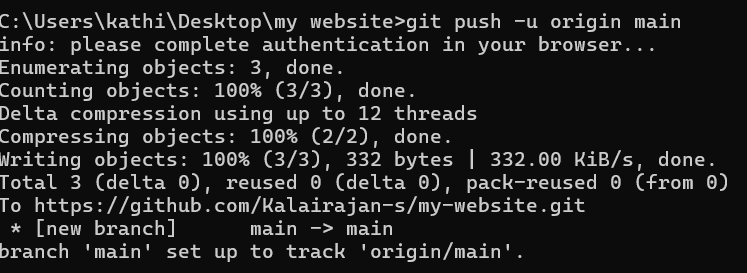 C:\Users\kathi\Desktop\my website>git push -u origin main
info: please complete authentication in your browser...
Enumerating objects: 3, done.
Counting objects: 100% (3/3), done.
Delta compression using up to 12 threads
Compressing objects: 100% (2/2), done.
Writing objects: 100% (3/3), 332 bytes | 332.00 KiB/s, done.
Total 3 (delta 0), reused 0 (delta 0), pack-reused 0 (from 0)
To https://github.com/Kalairajan-s/my-website.git
 * [new branch]      main -> main
branch 'main' set up to track 'origin/main'.